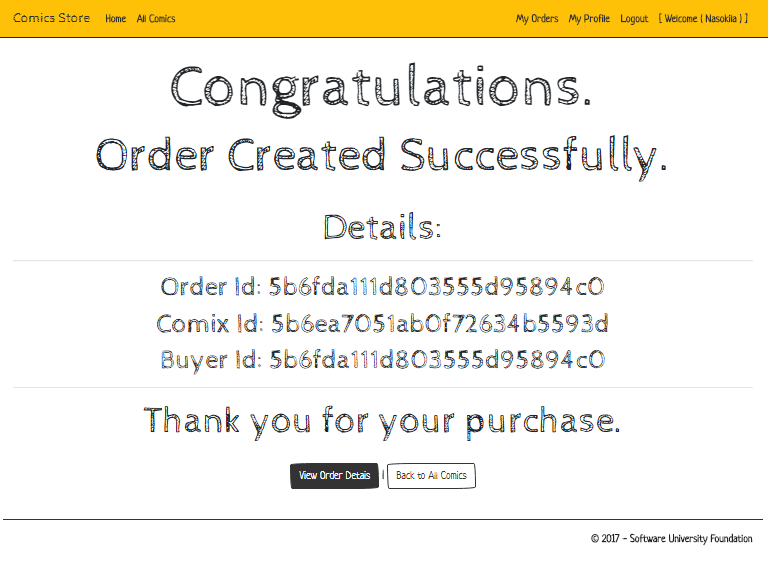 Comics Store Home All Comics My Orders My Profile Logout [ Welcome ( Nasoklia ) ]
Congratulations.
Order Created Successfully.
Details:
Order Id: 5b6fda111d803555d95894c0
Comix Id: 5b6ea7051ab0f72634b5593d
Buyer Id: 5b6fda111d803555d95894c0
Thank you for your purchase.
View Order Details | Back to All Comics
© 2017 - Software University Foundation